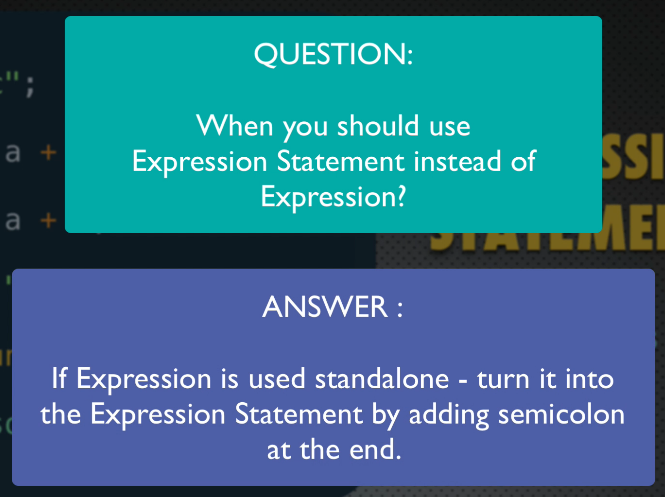 QUESTION:
When you should use
Expression Statement instead of
Expression?
";
a +
a +
SSI
STATEME
ANSWER :
If Expression is used standalone - turn it into
the Expression Statement by adding semicolon
at the end.